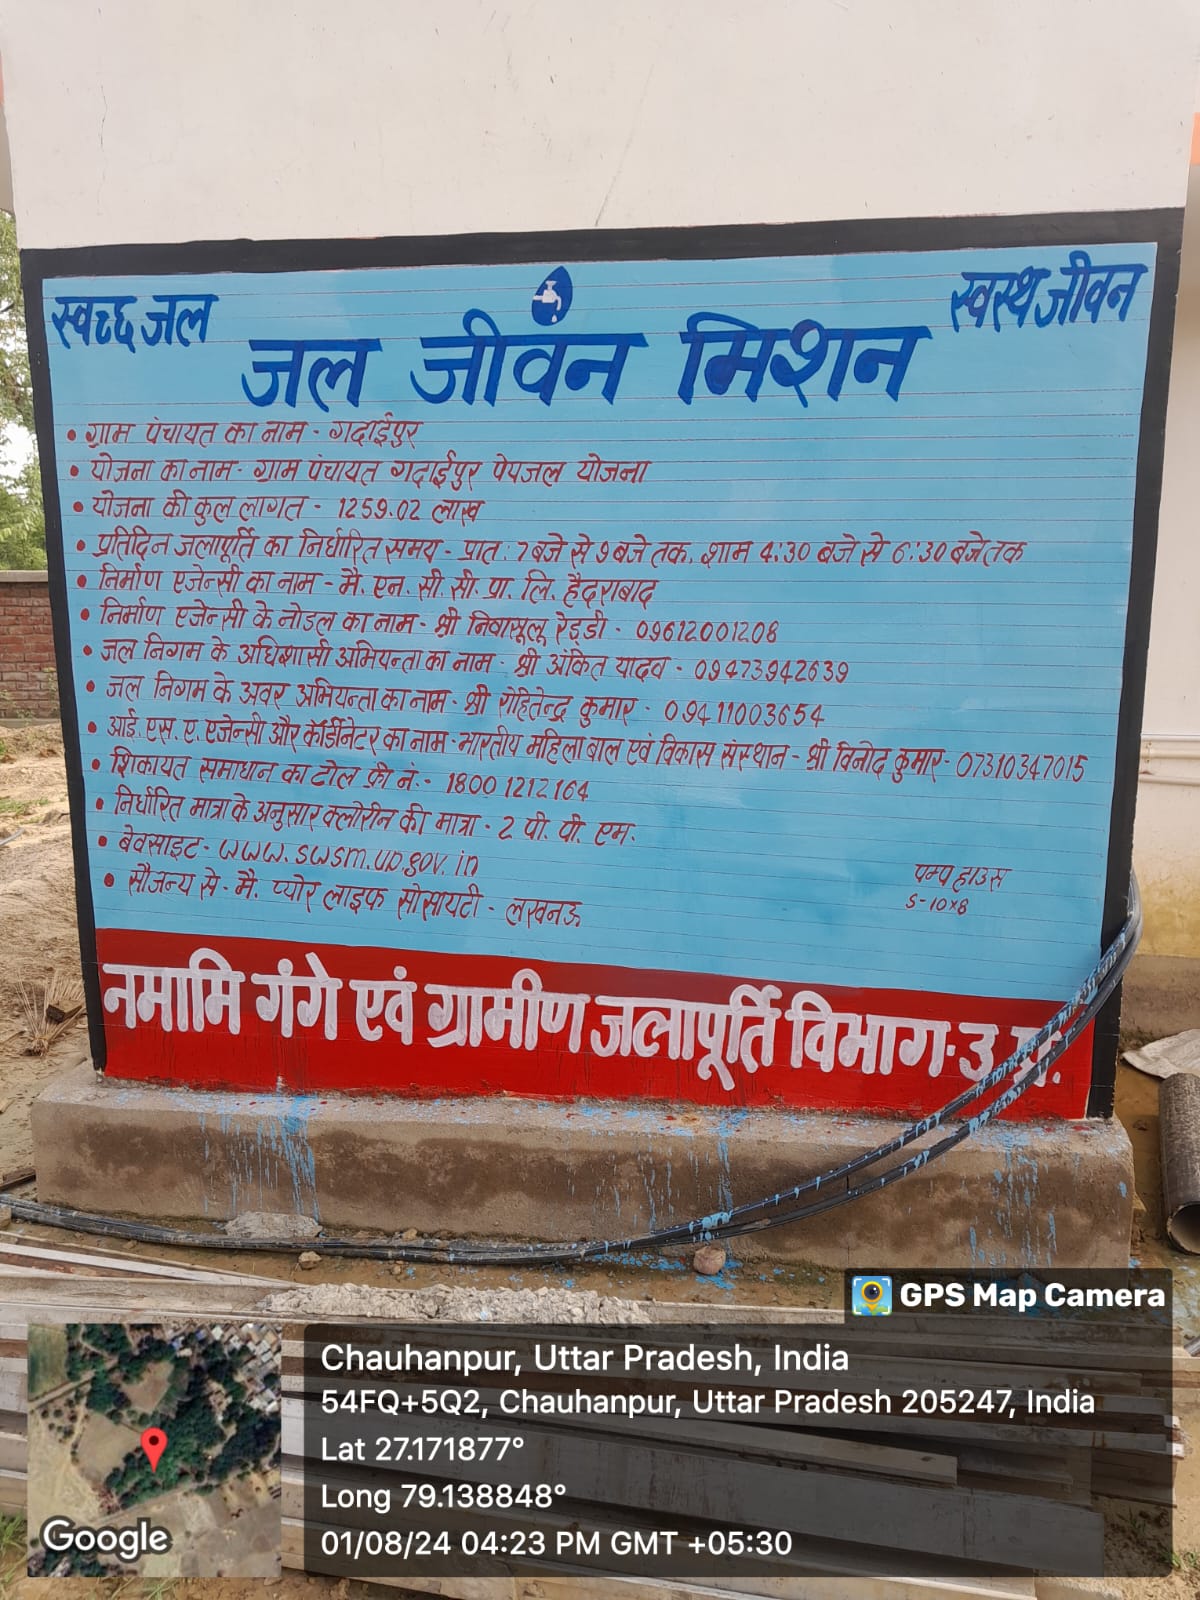 स्वच्छ जल
स्वस्थ जीवन
जल जीवन मिशन
• ग्राम पंचायत का नाम - गदाईपुर
• योजना का नाम - ग्राम पंचायत गदाईपुर पेयजल योजना
• योजना की कुल लागत - 1259.02 लाख
• प्रतिदिन जलापूर्ति का निर्धारित समय - प्रात: 7 बजे से 9 बजे तक, शाम 4:30 बजे से 6:30 बजे तक
• निर्माण एजेन्सी का नाम - मै. एन. सी. सी. प्रा. लि. हैदराबाद
• निर्माण एजेन्सी के नोडल का नाम - श्री निवासूलू रेड्डी - 09612001208
• जल निगम के अधिशासी अभियन्ता का नाम - श्री अंकित यादव - 09473942639
• जल निगम के अवर अभियन्ता का नाम - श्री रोहितेन्द्र कुमार - 09411003654
• आई. एस. ए. एजेन्सी और कॉर्डीनेटर का नाम - भारतीय महिला बाल एवं विकास संस्थान - श्री विनोद कुमार - 07310347015
• शिकायत समाधान का टोल फ्री नं. - 1800 1212164
• निर्धारित मात्रा के अनुसार क्लोरीन की मात्रा - 2 पी. पी. एम.
• बेवसाइट - www.swsm.up.gov.in
• सौजन्य से - मै. प्योर लाइफ सोसायटी - लखनऊ
पम्प हाउस
S-10x8
नमामि गंगे एवं ग्रामीण जलापूर्ति विभाग-उ.प्र.
GPS Map Camera
Chauhanpur, Uttar Pradesh, India
54FQ+5Q2, Chauhanpur, Uttar Pradesh 205247, India
Lat 27.171877°
Long 79.138848°
01/08/24 04:23 PM GMT +05:30
Google